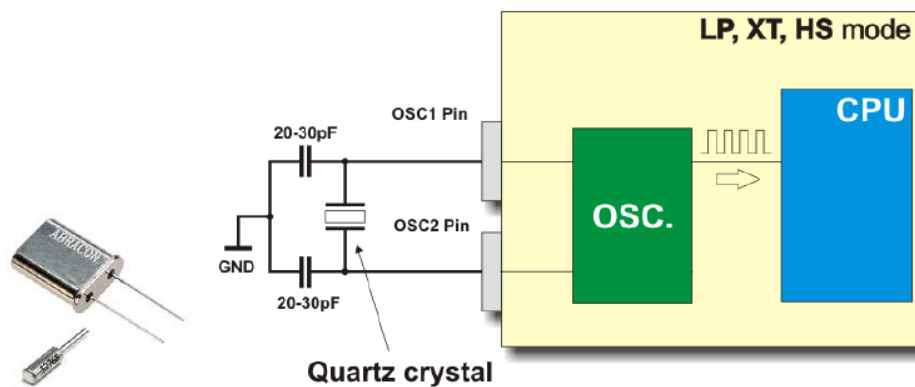 LP, XT, HS mode
CPU
OSC1 Pin
20-30pF
OSC.
OSC2 Pin
GND
20-30pF
ABRACON
Quartz crystal